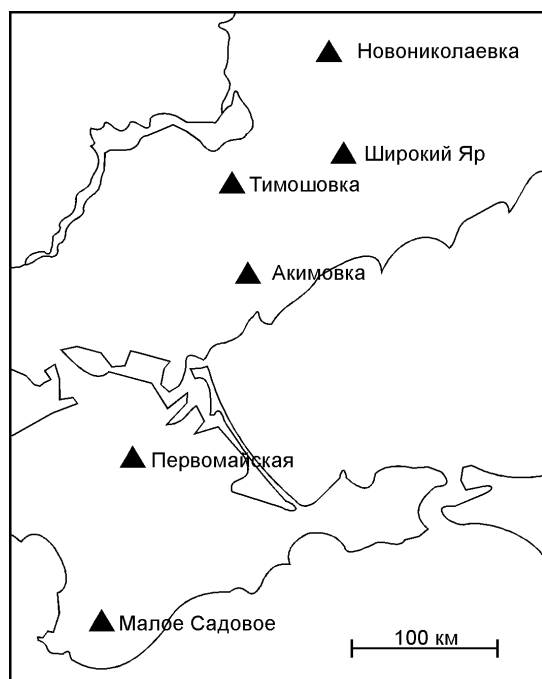 Новониколаевка
Широкий Яр
Тимошовка
Акимовка
Первомайская
Малое Садовое
100 км